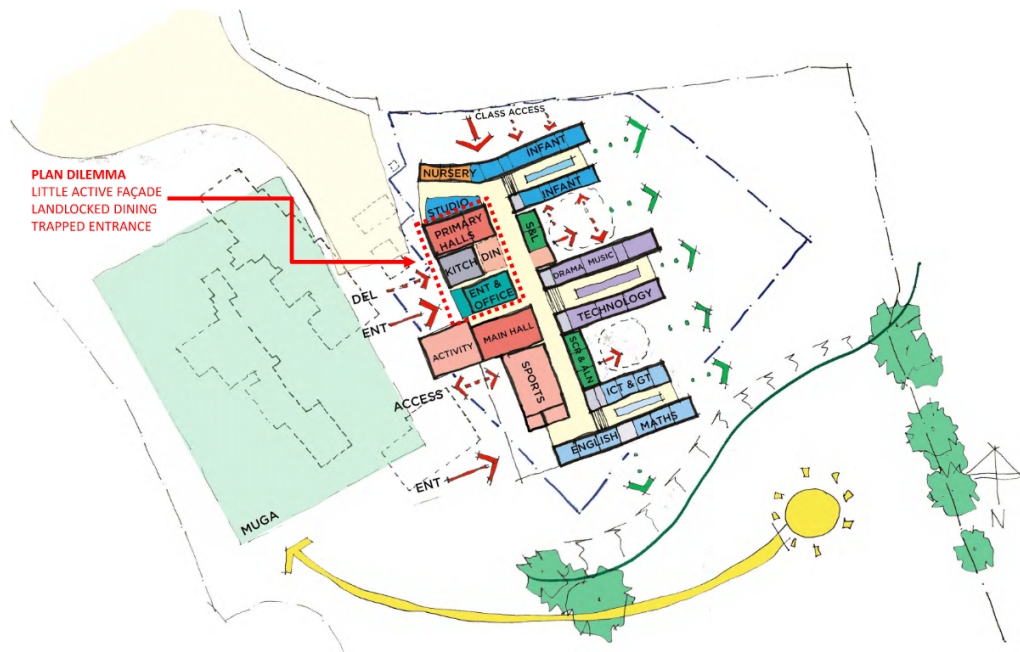 CLASS ACCESS
PLAN DILEMMA
LITTLE ACTIVE FAÇADE
LANDLOCKED DINING
TRAPPED ENTRANCE
NURSERY
INFANT
INFANT
STUDIO
PRIMARY
HALLS
S&L
KITCH
DIN
DRAMA
MUSIC
DEL
ENT &
OFFICE
TECHNOLOGY
ENT
ACTIVITY
MAIN HALL
SPORTS
SCR & ALN
ICT & GT
ACCESS
ENGLISH
MATHS
ENT
MUGA
N